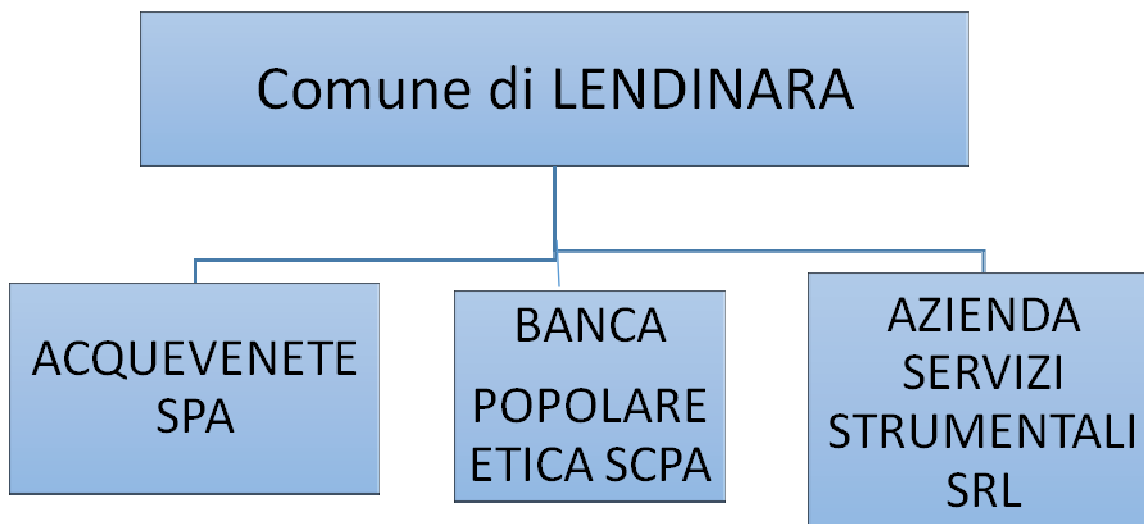 Comune di LENDINARA
ACQUEVENETE
SPA
BANCA
POPOLARE
ETICA SCPA
AZIENDA
SERVIZI
STRUMENTALI
SRL